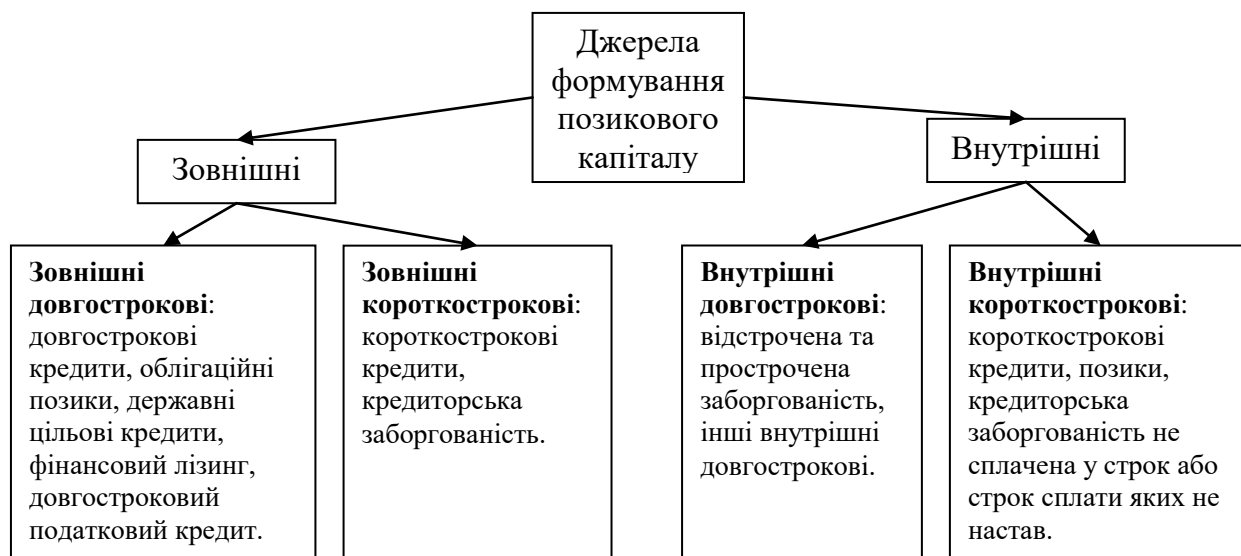 Джерела
формування
позикового
капіталу
Зовнішні
Внутрішні
Зовнішні
довгострокові:
довгострокові
кредити, облігаційні
позики, державні
цільові кредити,
фінансовий лізинг,
довгостроковий
податковий кредит.
Зовнішні
короткострокові:
короткострокові
кредити,
кредиторська
заборгованість.
Внутрішні
довгострокові:
відстрочена та
прострочена
заборгованість,
інші внутрішні
довгострокові.
Внутрішні
короткострокові:
короткострокові
кредити, позики,
кредиторська
заборгованість не
сплачена у строк або
строк сплати яких не
настав.